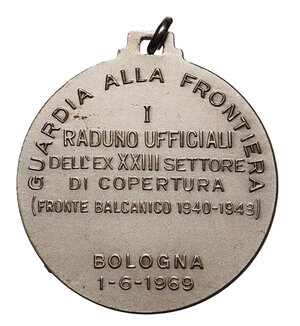 GUARDIA ALLA FRONTIERA
I
RADUNO UFFICIALI
DELL'EX XXIII SETTORE
DI COPERTURA
(FRONTE BALCANICO 1940-1943)
BOLOGNA
1-6-1969